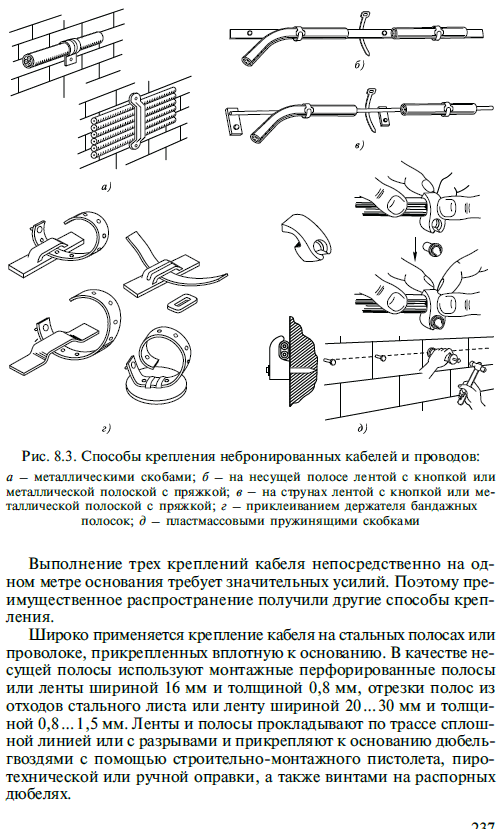 а)
б)
в)
г)
д)
Рис. 8.3. Способы крепления небронированных кабелей и проводов:
а — металлическими скобами; б — на несущей полосе лентой с кнопкой или
металлической полоской с пряжкой; в — на струнах лентой с кнопкой или ме-
таллической полоской с пряжкой; г — приклеиванием держателя бандажных
полосок; д — пластмассовыми пружинящими скобками
Выполнение трех креплений кабеля непосредственно на од-
ном метре основания требует значительных усилий. Поэтому пре-
имущественное распространение получили другие способы креп-
ления.
Широко применяется крепление кабеля на стальных полосах или
проволоке, прикрепленных вплотную к основанию. В качестве не-
сущей полосы используют монтажные перфорированные полосы
или ленты шириной 16 мм и толщиной 0,8 мм, отрезки полос из
отходов стального листа или ленту шириной 20...30 мм и толщи-
ной 0,8...1,5 мм. Ленты и полосы прокладывают по трассе сплош-
ной линией или с разрывами и прикрепляют к основанию дюбель-
гвоздями с помощью строительно-монтажного пистолета, пиро-
технической или ручной оправки, а также винтами на распорных
дюбелях.
237